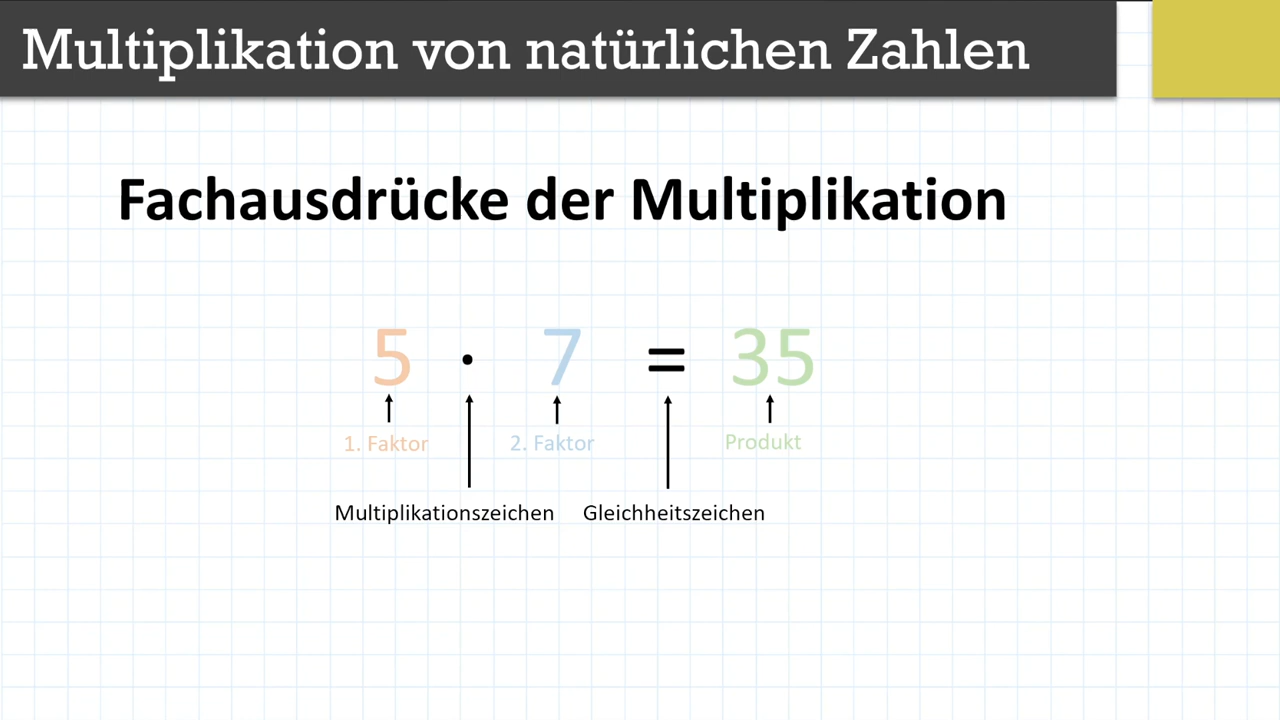 Multiplikation von natürlichen Zahlen
Fachausdrücke der Multiplikation
5 · 7 = 35
1. Faktor 2. Faktor Produkt
Multiplikationszeichen Gleichheitszeichen